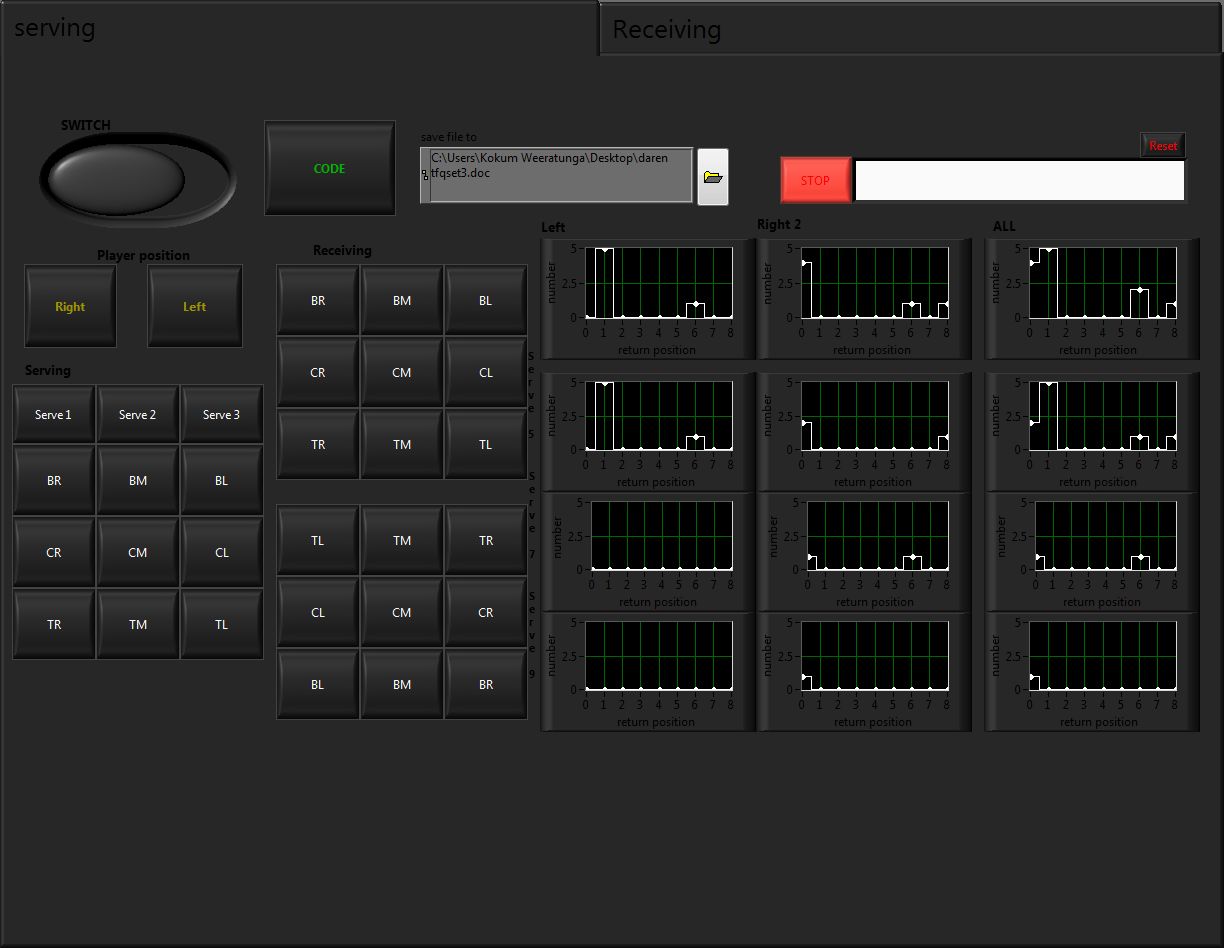 serving
Receiving
SWITCH
CODE
save file to
C:\Users\Kokum Weeratunga\Desktop\daren
tfqset3.doc
STOP
Reset
Player position
Right
Left
Serving
Serve 1 Serve 2 Serve 3
BR BM BL
CR CM CL
TR TM TL
Receiving
BR BM BL
CR CM CL
TR TM TL
TL TM TR
CL CM CR
BL BM BR
Serve 5
Serve 7
Serve 9
Left
Right 2
ALL
number
5
2.5
0
0 1 2 3 4 5 6 7 8
return position
number
5
2.5
0
0 1 2 3 4 5 6 7 8
return position
number
5
2.5
0
0 1 2 3 4 5 6 7 8
return position
number
5
2.5
0
0 1 2 3 4 5 6 7 8
return position
number
5
2.5
0
0 1 2 3 4 5 6 7 8
return position
number
5
2.5
0
0 1 2 3 4 5 6 7 8
return position
number
5
2.5
0
0 1 2 3 4 5 6 7 8
return position
number
5
2.5
0
0 1 2 3 4 5 6 7 8
return position
number
5
2.5
0
0 1 2 3 4 5 6 7 8
return position
number
5
2.5
0
0 1 2 3 4 5 6 7 8
return position
number
5
2.5
0
0 1 2 3 4 5 6 7 8
return position
number
5
2.5
0
0 1 2 3 4 5 6 7 8
return position